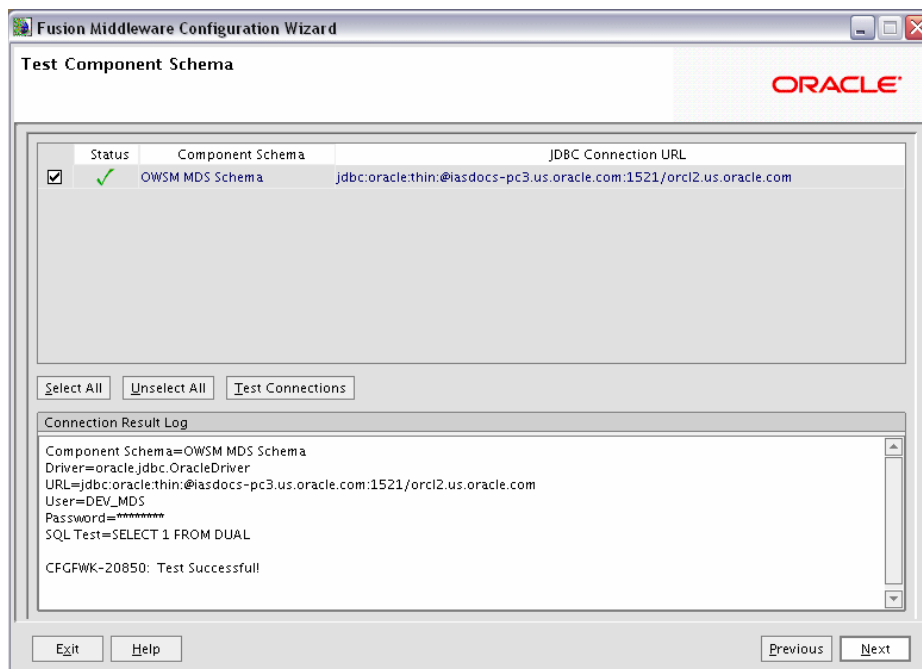 Fusion Middleware Configuration Wizard
Test Component Schema
ORACLE
Status Component Schema JDBC Connection URL
OWSM MDS Schema jdbc:oracle:thin:@iasdocs-pc3.us.oracle.com:1521/orcl2.us.oracle.com
Select All Unselect All Test Connections
Connection Result Log
Component Schema=OWSM MDS Schema
Driver=oracle.jdbc.OracleDriver
URL=jdbc:oracle:thin:@iasdocs-pc3.us.oracle.com:1521/orcl2.us.oracle.com
User=DEV_MDS
Password=********
SQL Test=SELECT 1 FROM DUAL
CFGFWK-20850: Test Successful!
Exit Help Previous Next